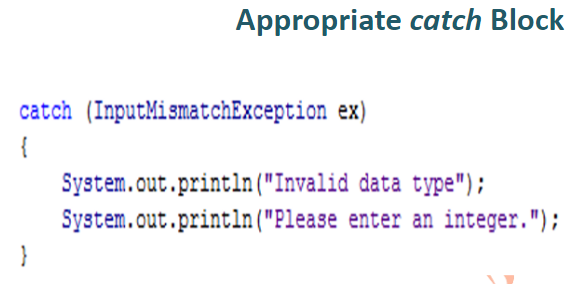 Appropriate catch Block
catch (InputMismatchException ex)
{
System.out.println("Invalid data type");
System.out.println("Please enter an integer.");
}